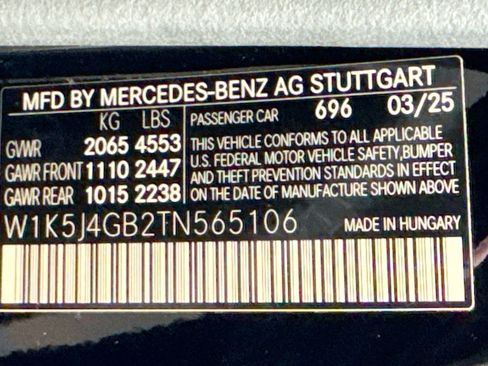 MFD BY MERCEDES-BENZ AG STUTTGART
KG LBS PASSENGER CAR 696 03/25
GVWR 2065 4553
GAWR FRONT 1110 2447
GAWR REAR 1015 2238
THIS VEHICLE CONFORMS TO ALL APPLICABLE
U.S. FEDERAL MOTOR VEHICLE SAFETY, BUMPER
AND THEFT PREVENTION STANDARDS IN EFFECT
ON THE DATE OF MANUFACTURE SHOWN ABOVE.
W1K5J4GB2TN565106 MADE IN HUNGARY